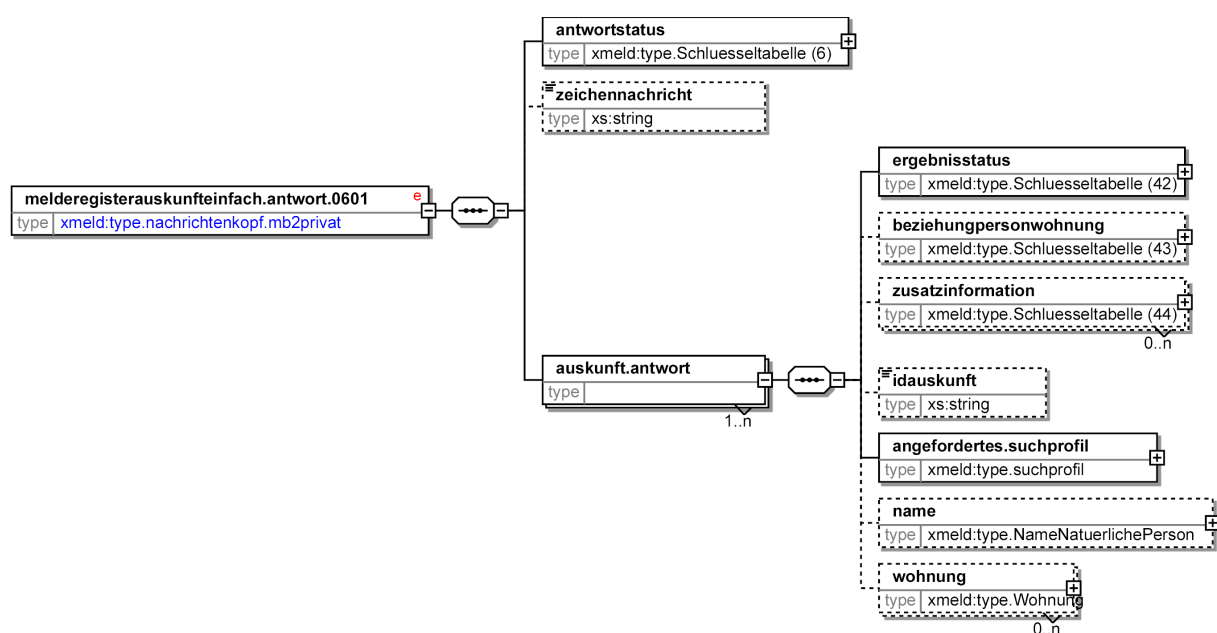 antwortstatus
type xmeld:type.Schluesseltabelle (6)
zeichennachricht
type xs:string
melderegisterauskunfteinfach.antwort.0601 e
type xmeld:type.nachrichtenkopf.mb2privat
auskunft.antwort
type
1..n
ergebnisstatus
type xmeld:type.Schluesseltabelle (42)
beziehungpersonwohnung
type xmeld:type.Schluesseltabelle (43)
zusatzinformation
type xmeld:type.Schluesseltabelle (44)
0..n
idauskunft
type xs:string
angefordertes.suchprofil
type xmeld:type.suchprofil
name
type xmeld:type.NameNatuerlichePerson
wohnung
type xmeld:type.Wohnung
0..n